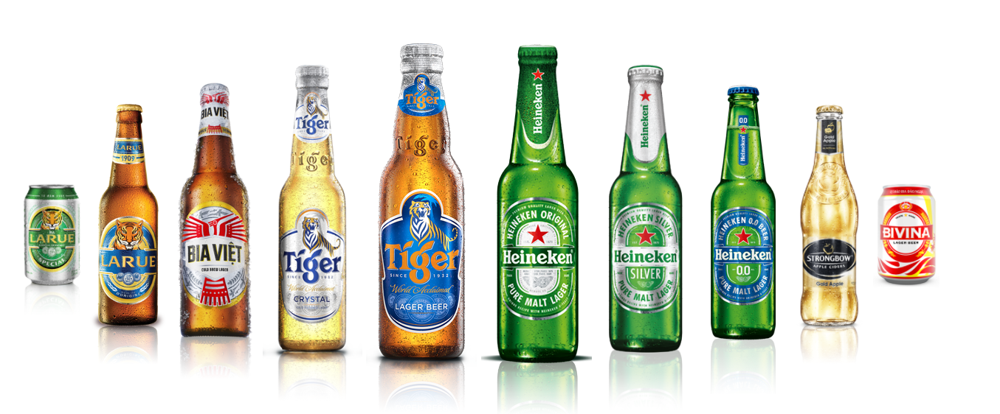 LARUE
SPECIAL
LARUE
1909
LARUE
BIA VIỆT
BIA VIỆT
COLD BREW LAGER
Tiger
Tiger
Tiger
SINCE 1932
World Acclaimed
CRYSTAL
Tiger
Tiger
Tiger
SINCE 1932
World Acclaimed
LAGER BEER
Heineken
HEINEKEN ORIGINAL
Heineken
PURE MALT LAGER
Heineken
HEINEKEN SILVER
Heineken
SILVER
PURE MALT LAGER
0.0
Heineken
HEINEKEN 0.0 BEER
Heineken
0.0
PURE MALT LAGER
Gold
Apple
STRONGBOW
APPLE CIDERS
Gold Apple
BIVINA
LAGER BEER